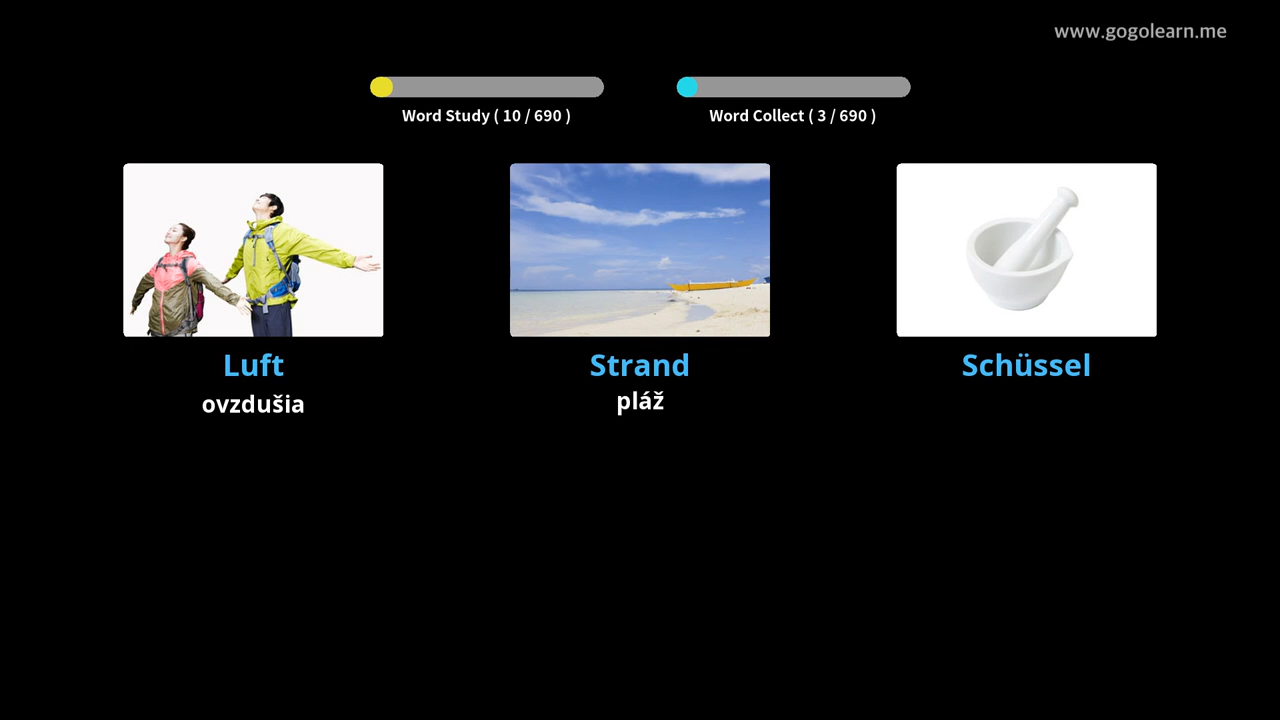 www.gogolearn.me
Word Study ( 10 / 690 )
Word Collect ( 3 / 690 )
Luft
ovzdušia
Strand
pláž
Schüssel